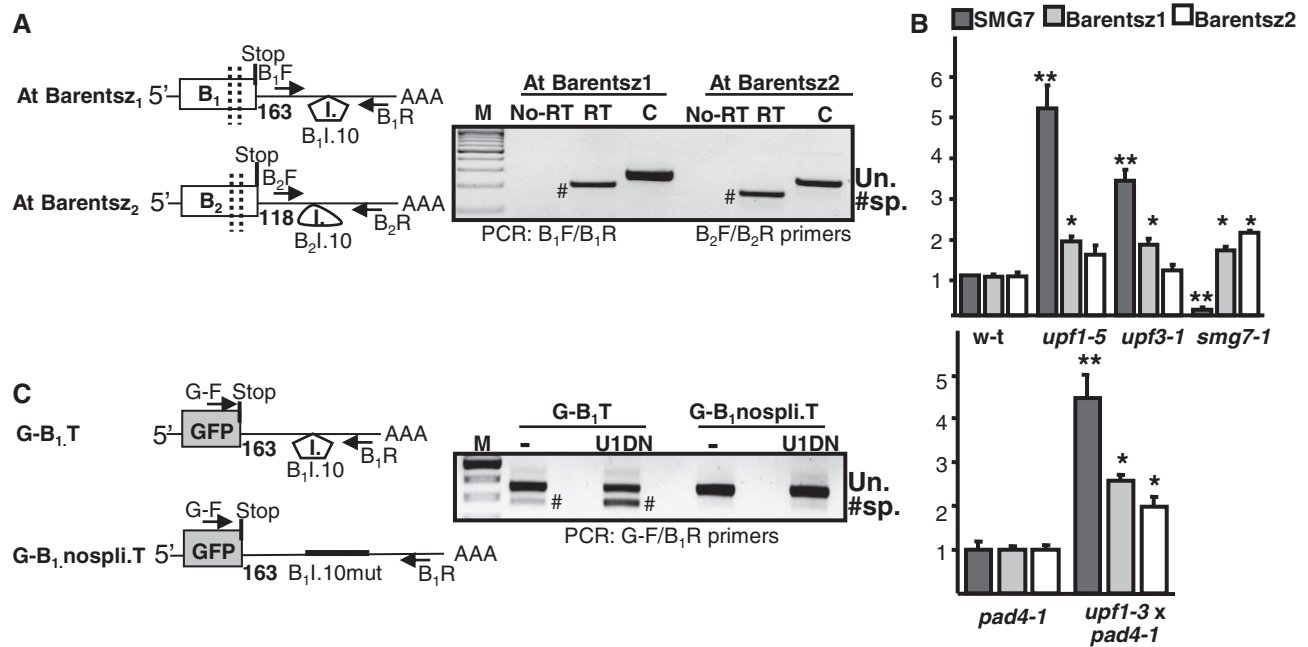 A
At Barentsz1 5' B1 Stop B1F 163 I. B1I.10 B1R AAA
At Barentsz2 5' B2 Stop B2F 118 I. B2I.10 B2R AAA
At Barentsz1 At Barentsz2
M No-RT RT C No-RT RT C
# # Un.
#sp.
PCR: B1F/B1R B2F/B2R primers
B
SMG7 Barentsz1 Barentsz2
6
5
4
3
2
1
** * ** * ** * *
w-t upf1-5 upf3-1 smg7-1
5
4
3
2
1
** * *
pad4-1 upf1-3 x
pad4-1
C
G-B1.T 5' G-F Stop GFP 163 I. B1I.10 B1R AAA
G-B1.nospli.T 5' G-F Stop GFP 163 B1I.10mut B1R AAA
G-B1T G-B1nospli.T
M - U1DN - U1DN
# # Un.
#sp.
PCR: G-F/B1R primers